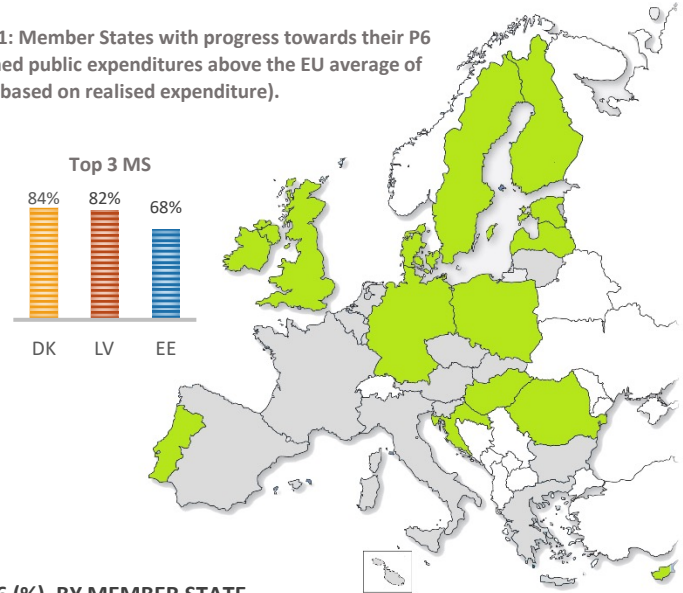 1: Member States with progress towards their P6
ned public expenditures above the EU average of
based on realised expenditure).
Top 3 MS
84% 82% 68%
DK LV EE
(%), BY MEMBER STATE